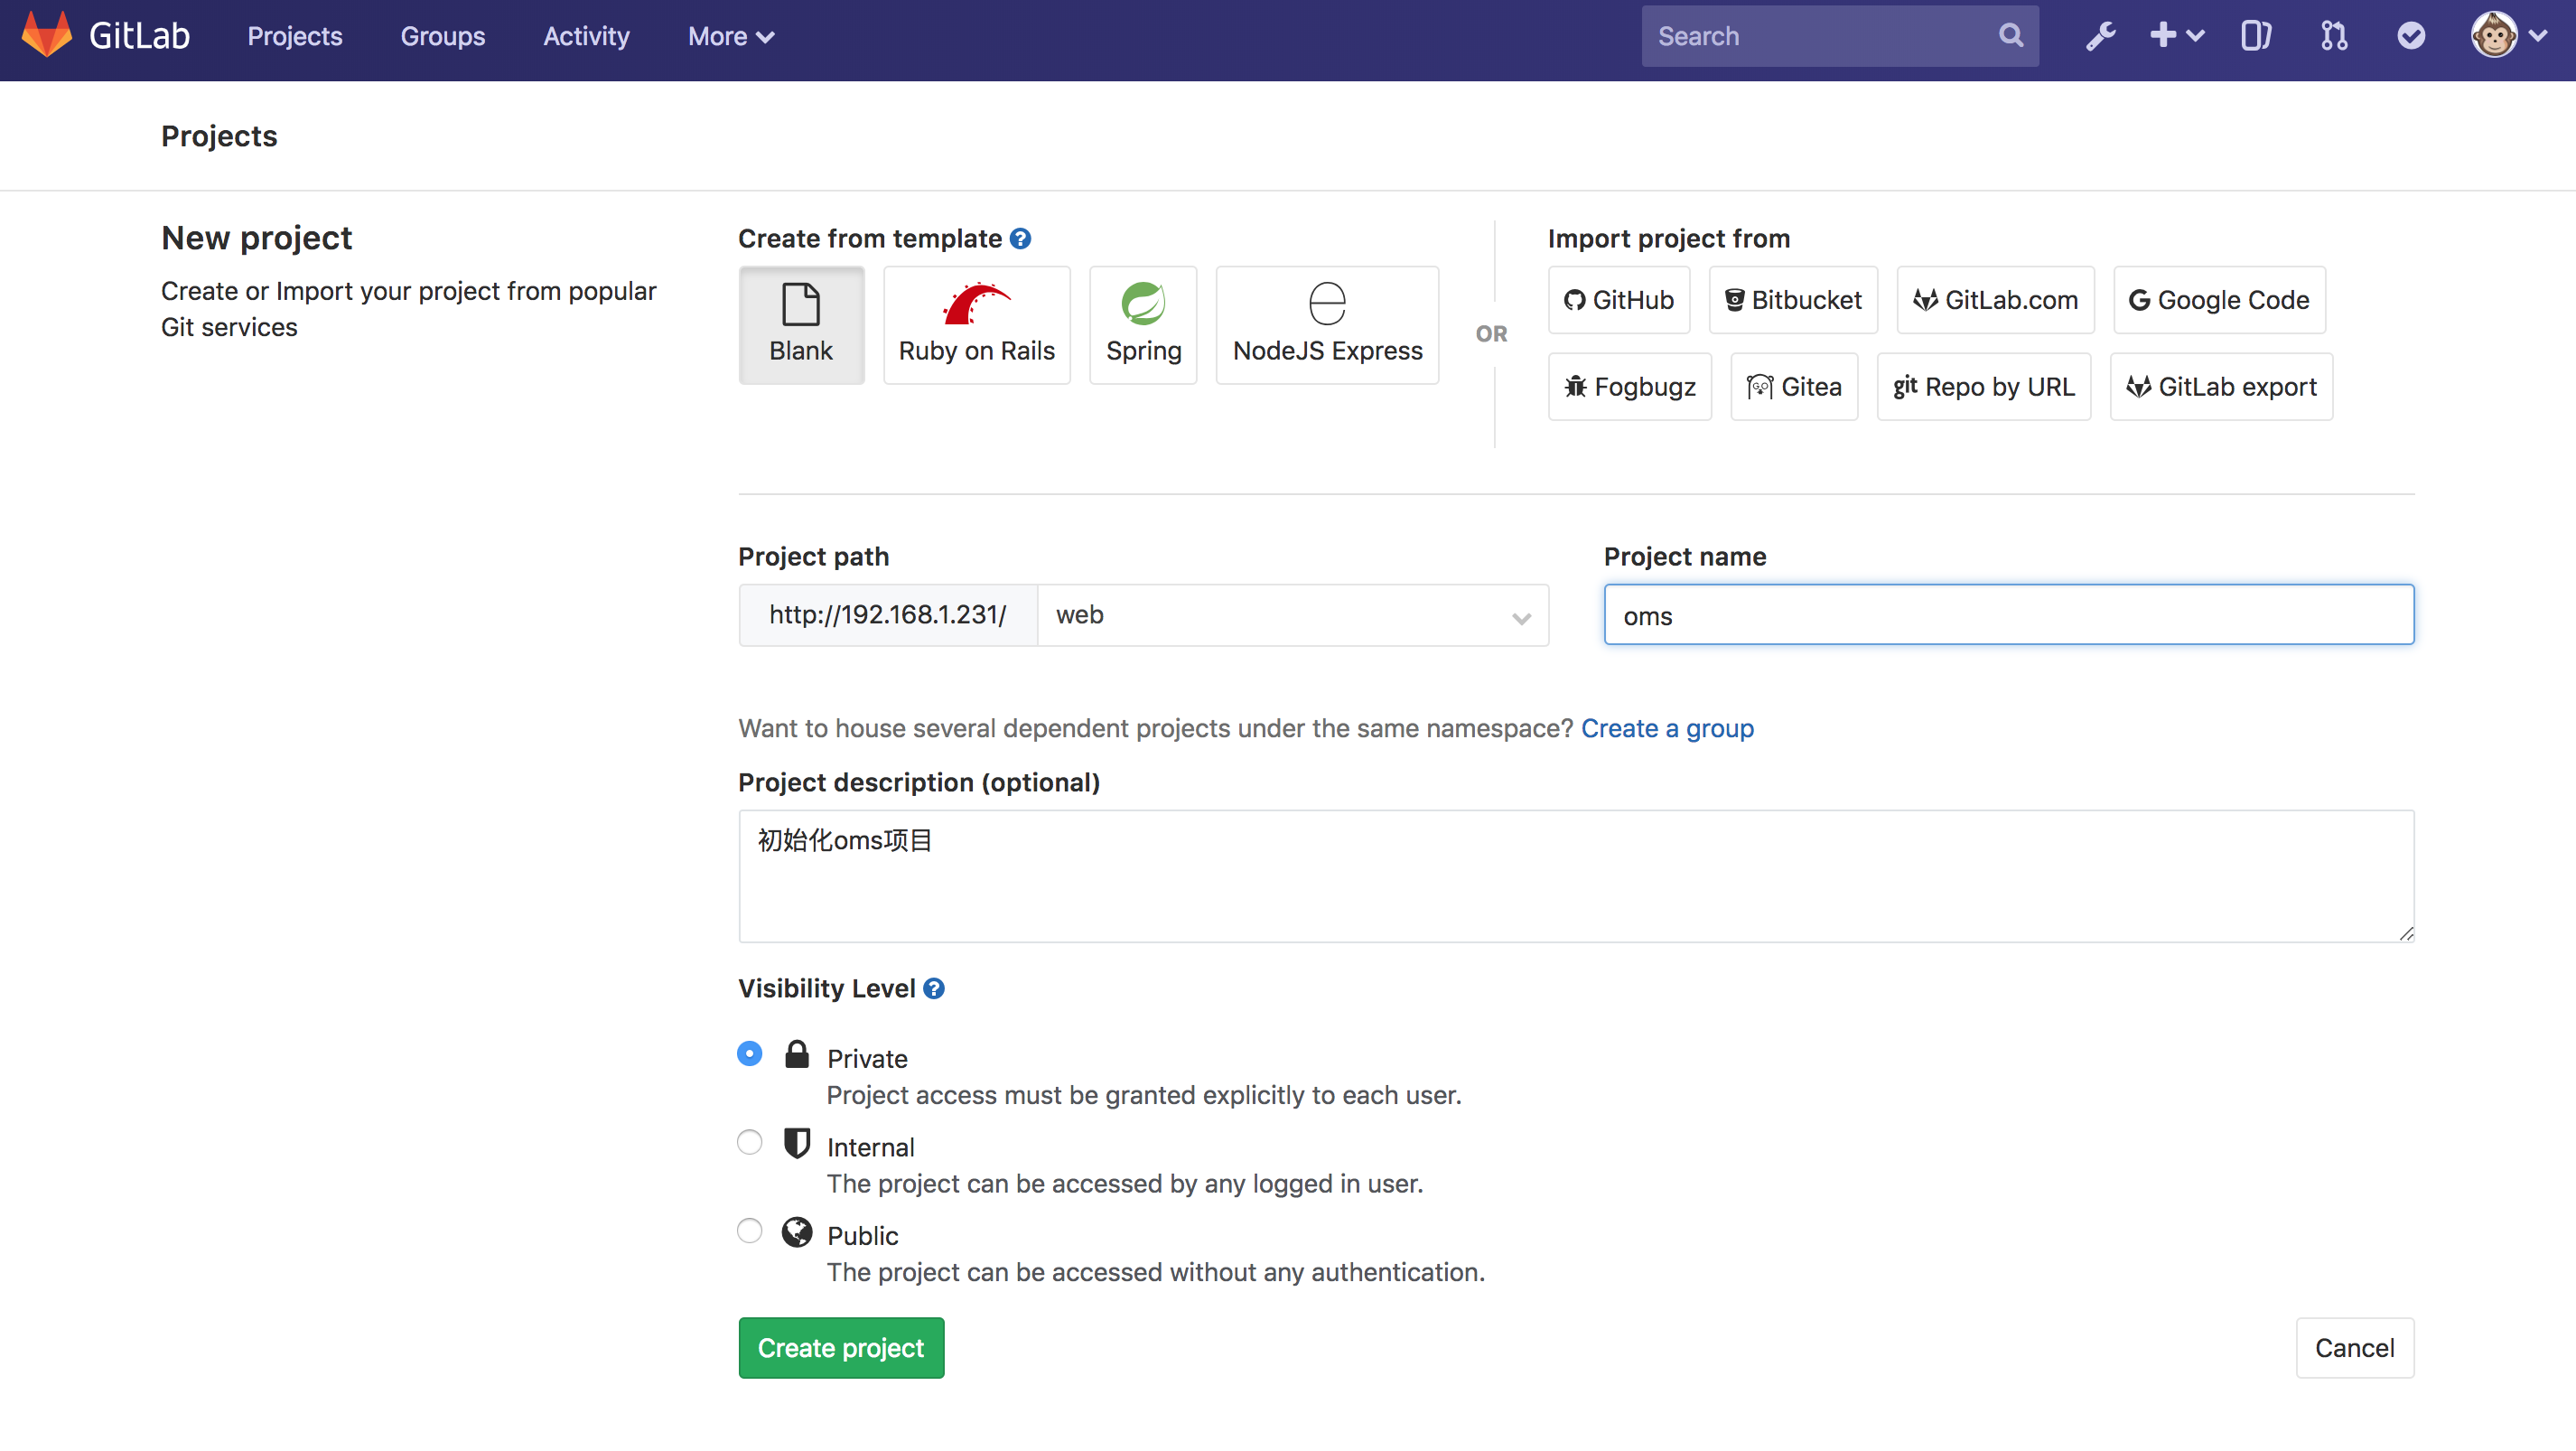 GitLab
Projects
Groups
Activity
More
Search
Projects
New project
Create or Import your project from popular
Git services
Create from template
Blank
Ruby on Rails
Spring
NodeJS Express
OR
Import project from
GitHub
Bitbucket
GitLab.com
Google Code
Fogbugz
Gitea
git Repo by URL
GitLab export
Project path
http://192.168.1.231/
web
Project name
oms
Want to house several dependent projects under the same namespace? Create a group
Project description (optional)
初始化oms项目
Visibility Level
Private
Project access must be granted explicitly to each user.
Internal
The project can be accessed by any logged in user.
Public
The project can be accessed without any authentication.
Create project
Cancel